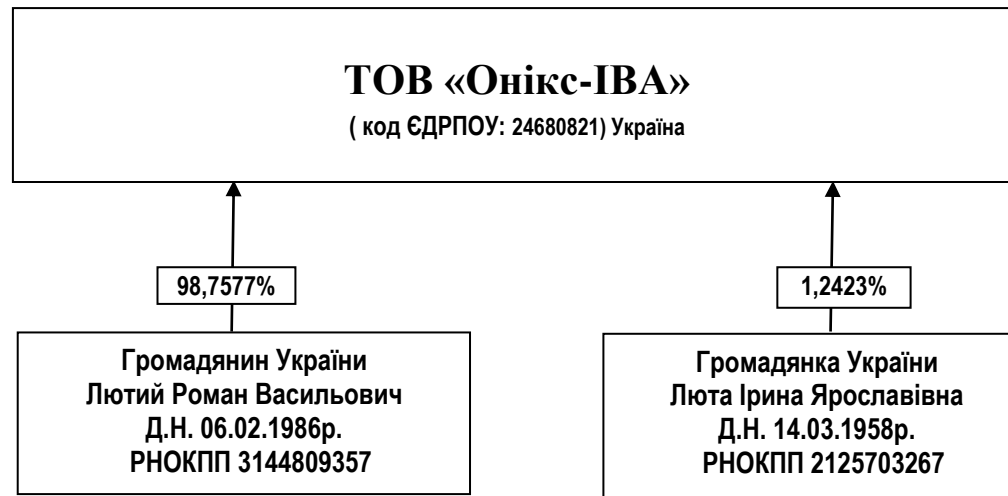 ТОВ «Онікс-ІВА»
( код ЄДРПОУ: 24680821) Україна
98,7577%
1,2423%
Громадянин України
Лютий Роман Васильович
Д.Н. 06.02.1986р.
РНОКПП 3144809357
Громадянка України
Люта Ірина Ярославівна
Д.Н. 14.03.1958р.
РНОКПП 2125703267